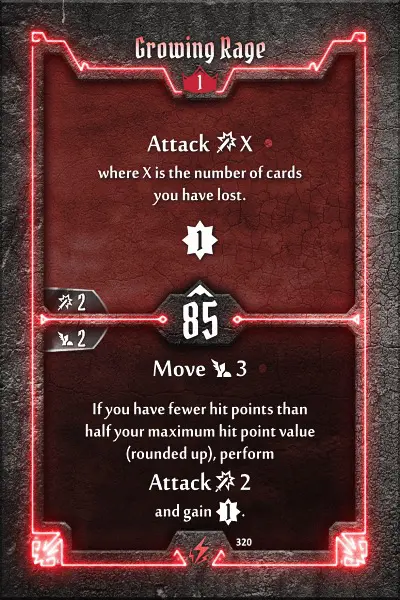 Growing Rage
1
Attack X
where X is the number of cards
you have lost.
1
2
85
2
Move 3
If you have fewer hit points than
half your maximum hit point value
(rounded up), perform
Attack 2
and gain 1.
320